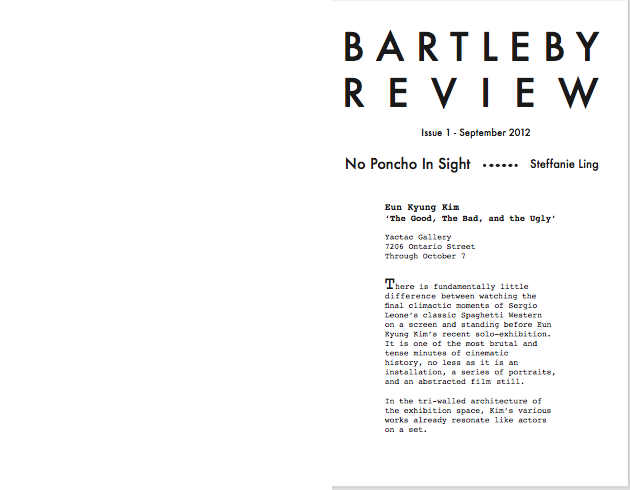 BARTLEBY
REVIEW
Issue 1 - September 2012
No Poncho In Sight ...... Steffanie Ling
Eun Kyung Kim
‘The Good, The Bad, and the Ugly’
Yactac Gallery
7206 Ontario Street
Through October 7
There is fundamentally little
difference between watching the
final climactic moments of Sergio
Leone’s classic Spaghetti Western
on a screen and standing before Eun
Kyung Kim’s recent solo-exhibition.
It is one of the most brutal and
tense minutes of cinematic
history, no less as it is an
installation, a series of portraits,
and an abstracted film still.
In the tri-walled architecture of
the exhibition space, Kim’s various
works already resonate like actors
on a set.